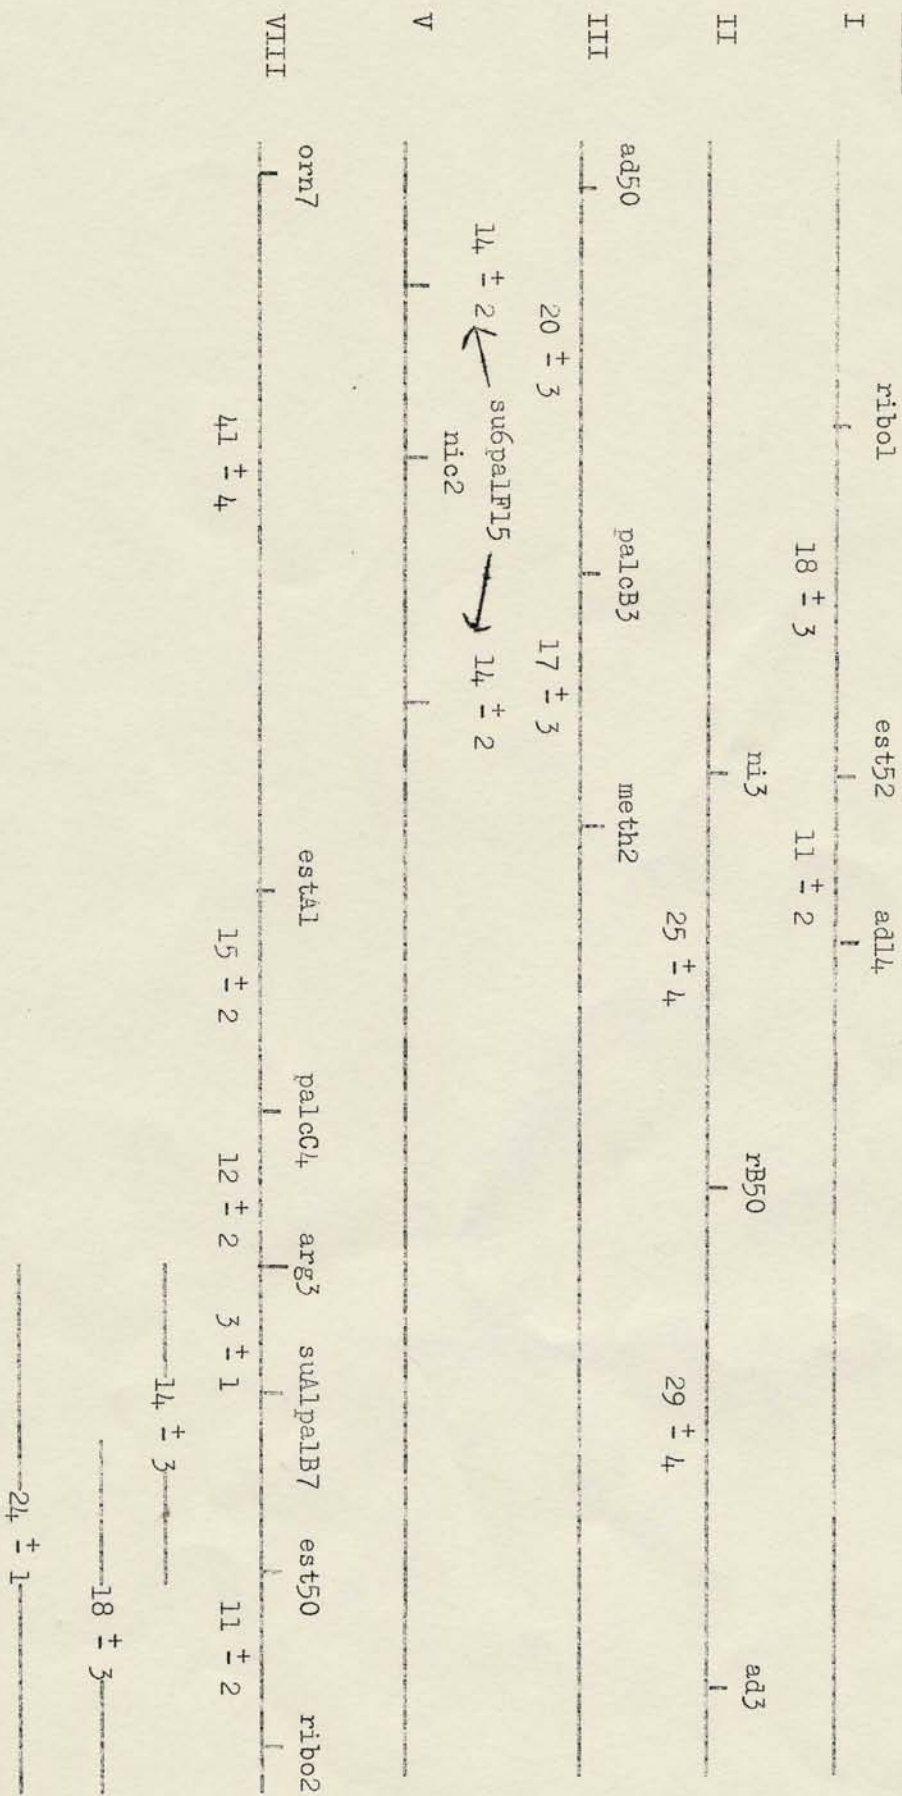 I
ribo1 est52 ad14
18 ± 3 11 ± 2
II
ni3 rB50 ad3
25 ± 4 29 ± 4
III
ad50 palcB3 meth2
20 ± 3 17 ± 3
14 ± 2 su6palF15 14 ± 2
nic2
V
orn7 estA1 palcC4 arg3 suA1palB7 est50 ribo2
VIII
41 ± 4 15 ± 2 12 ± 2 3 ± 1 11 ± 2
14 ± 3
18 ± 3
24 ± 1